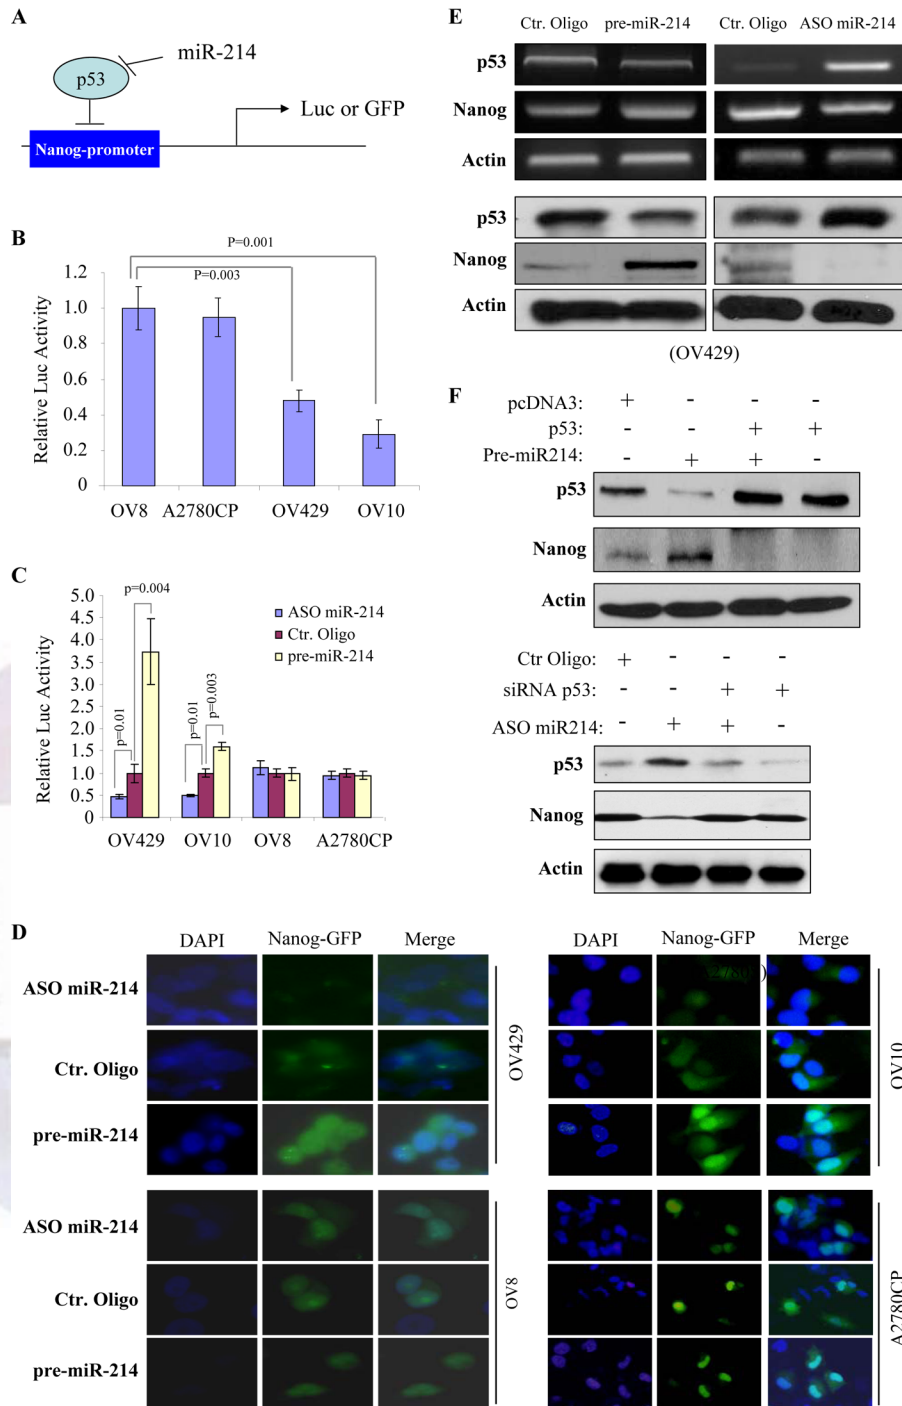 A
miR-214
p53
Luc or GFP
Nanog-promoter
B
P=0.001
P=0.003
Relative Luc Activity
1.2
1.0
0.8
0.6
0.4
0.2
0
OV8 A2780CP OV429 OV10
C
p=0.004
5.0
4.5
4.0
3.5
3.0
2.5
2.0
1.5
1.0
0.5
0
Relative Luc Activity
ASO miR-214
Ctr. Oligo
pre-miR-214
p=0.01
p=0.01
p=0.003
OV429 OV10 OV8 A2780CP
D
DAPI Nanog-GFP Merge
ASO miR-214
Ctr. Oligo
pre-miR-214
OV429
DAPI Nanog-GFP Merge
OV10
ASO miR-214
Ctr. Oligo
pre-miR-214
OV8
A2780CP
E
Ctr. Oligo pre-miR-214 Ctr. Oligo ASO miR-214
p53
Nanog
Actin
p53
Nanog
Actin
(OV429)
F
pcDNA3: + - - -
p53: - - + +
Pre-miR214: - + + -
p53
Nanog
Actin
Ctr Oligo: + - - -
siRNA p53: - - + +
ASO miR214: - + + -
p53
Nanog
Actin